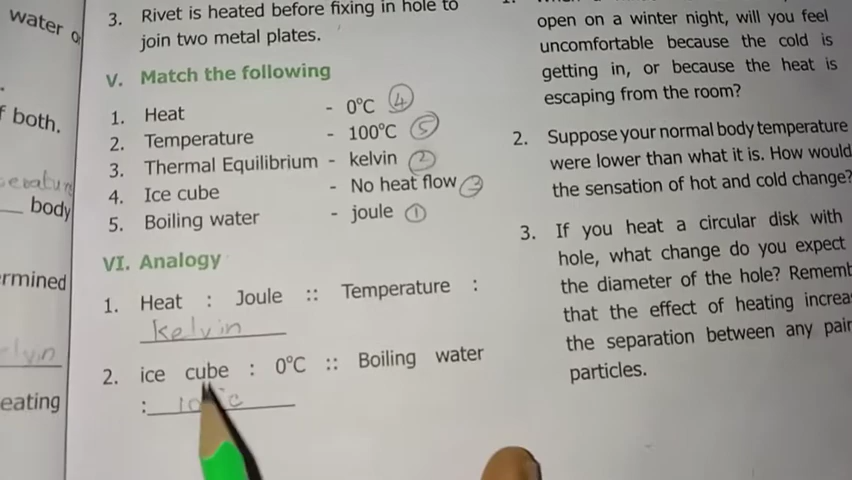 water o
f both.
perature
body
ermined
elvin
eating
3. Rivet is heated before fixing in hole to
join two metal plates.
V. Match the following
1. Heat - 0°C 4
2. Temperature - 100°C 5
3. Thermal Equilibrium - kelvin 2
4. Ice cube - No heat flow 3
5. Boiling water - joule 1
VI. Analogy
1. Heat : Joule :: Temperature :
kelvin
2. ice cube : 0°C :: Boiling water
:
open on a winter night, will you feel
uncomfortable because the cold is
getting in, or because the heat is
escaping from the room?
2. Suppose your normal body temperature
were lower than what it is. How would
the sensation of hot and cold change?
3. If you heat a circular disk with
hole, what change do you expect
the diameter of the hole? Rememb
that the effect of heating increa
the separation between any pair
particles.